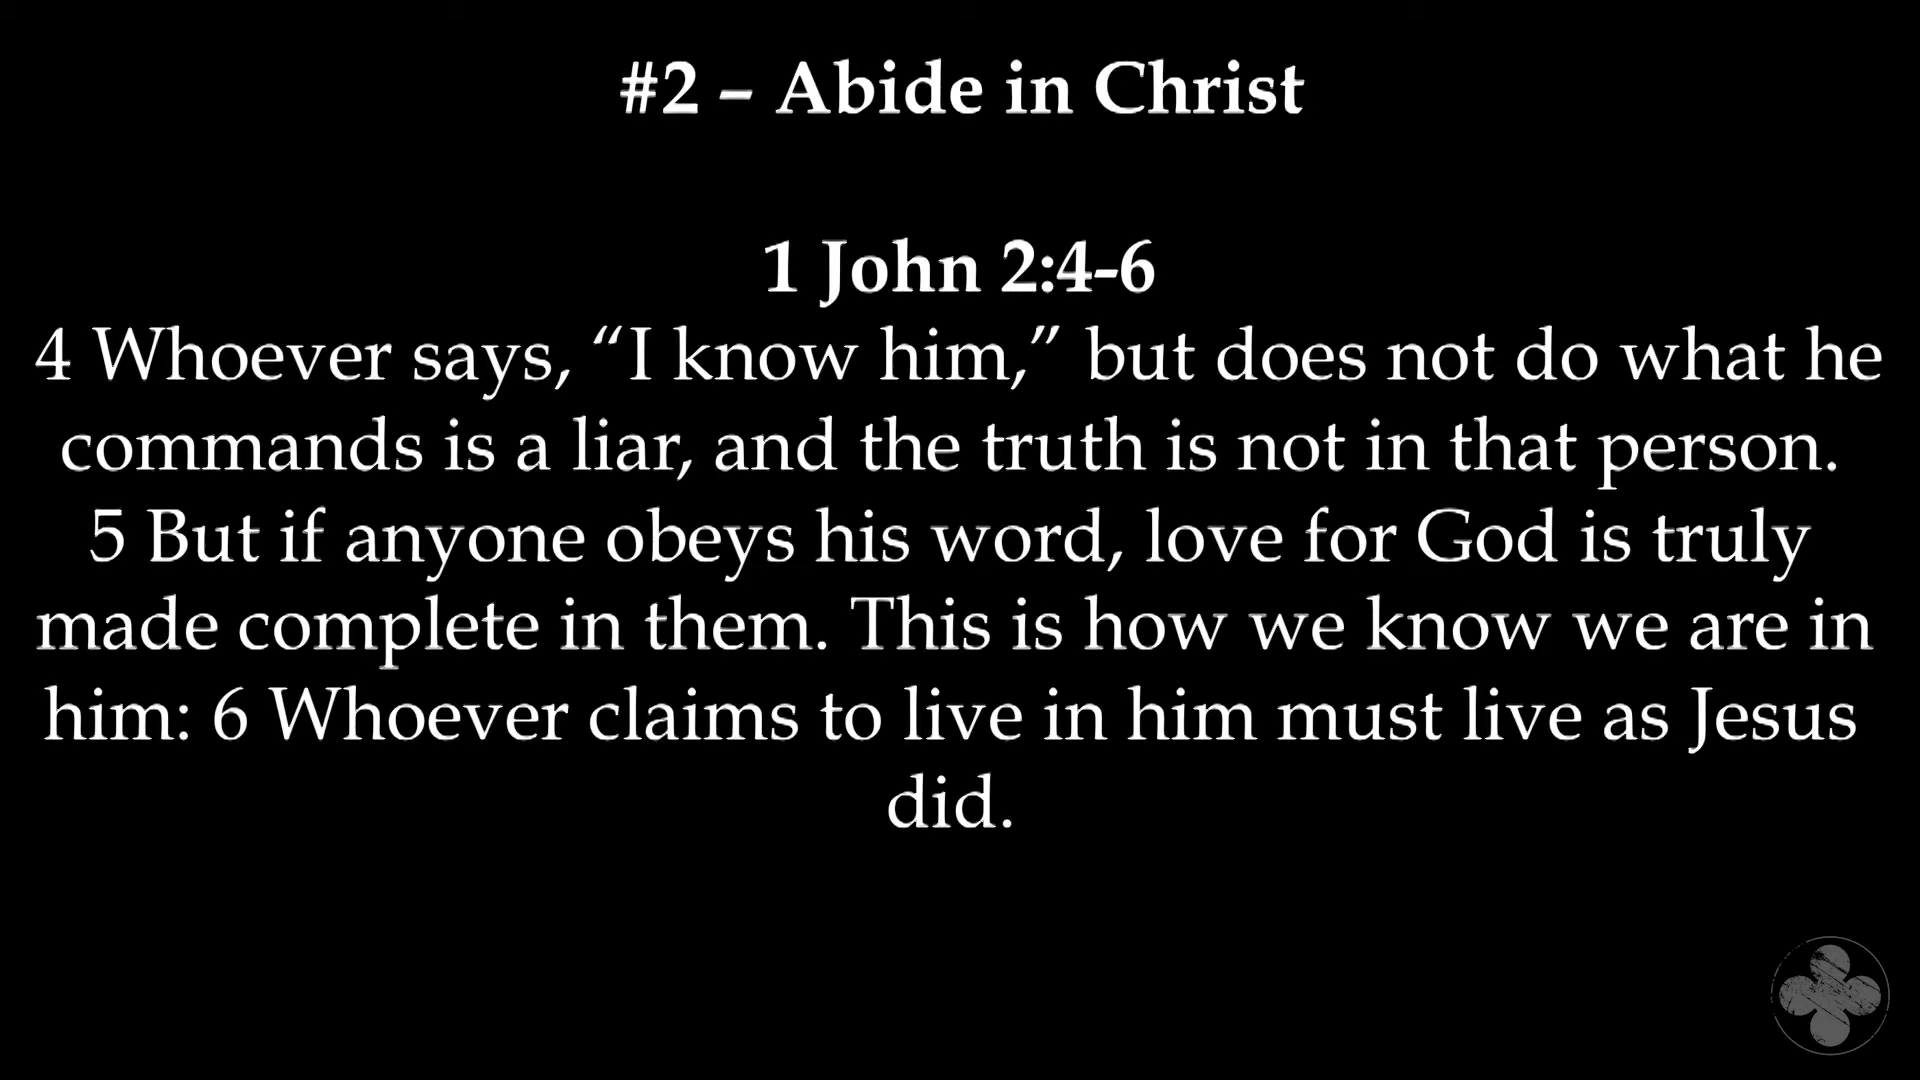 #2 – Abide in Christ
1 John 2:4-6
4 Whoever says, “I know him,” but does not do what he
commands is a liar, and the truth is not in that person.
5 But if anyone obeys his word, love for God is truly
made complete in them. This is how we know we are in
him: 6 Whoever claims to live in him must live as Jesus
did.